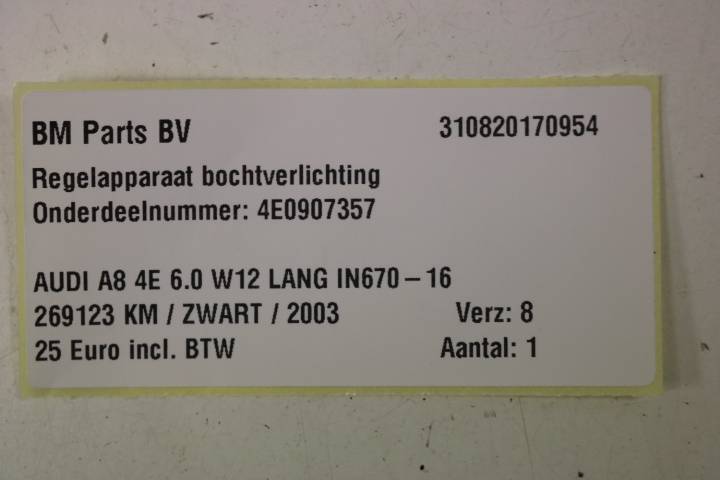 BM Parts BV 310820170954
Regelapparaat bochtverlichting
Onderdeelnummer: 4E0907357
AUDI A8 4E 6.0 W12 LANG IN670-16
269123 KM / ZWART / 2003 Verz: 8
25 Euro incl. BTW Aantal: 1